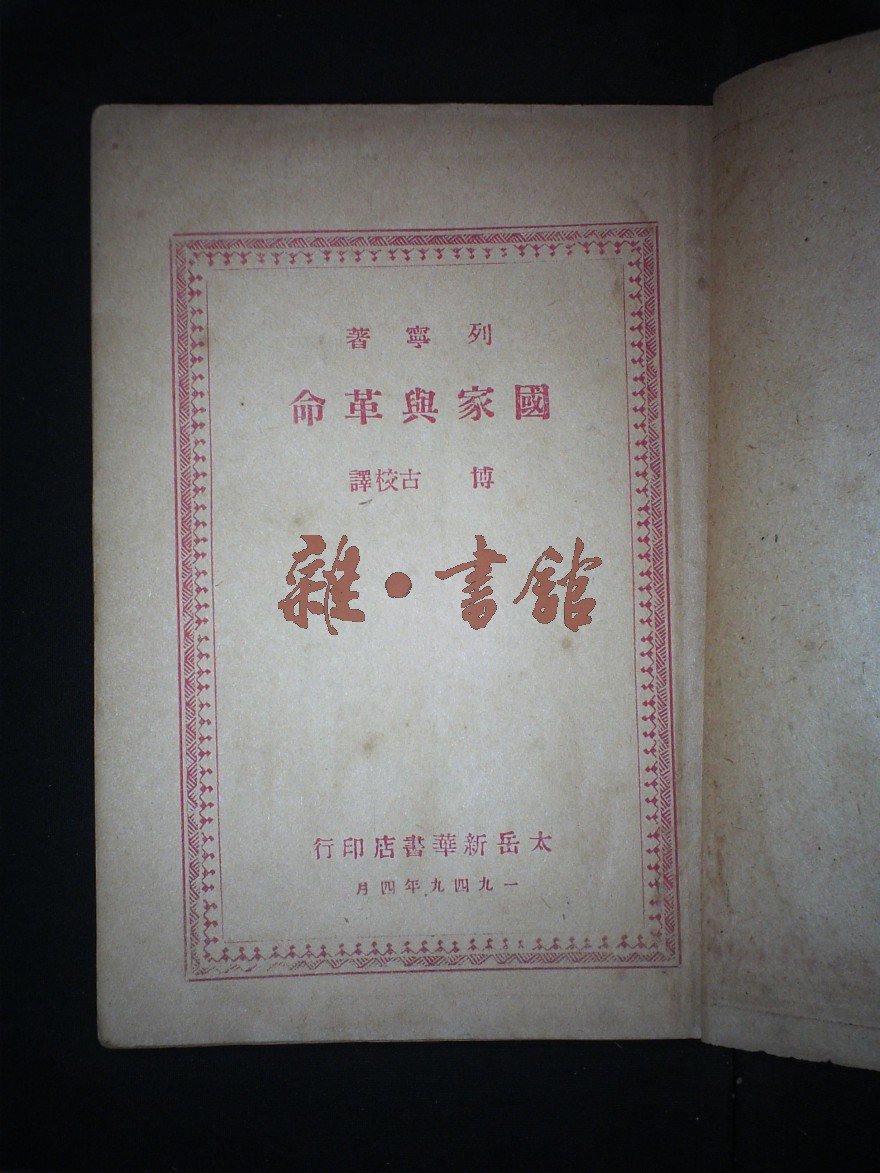 列寧著
國家與革命
博古校譯
雜·書館
太岳新華書店印行
一九四九年四月